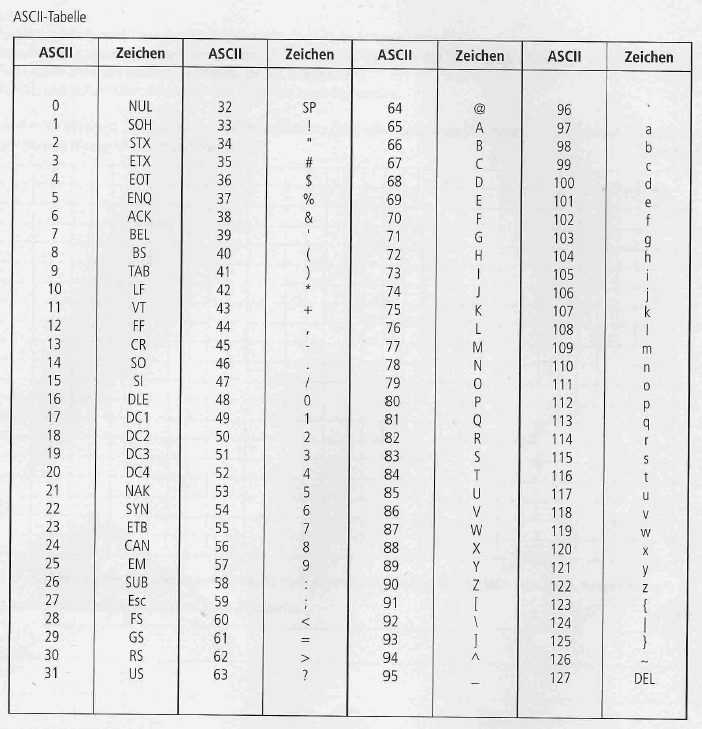 ASCII-Tabelle
ASCII Zeichen ASCII Zeichen ASCII Zeichen ASCII Zeichen
0 NUL 32 SP 64 @ 96 `
1 SOH 33 ! 65 A 97 a
2 STX 34 " 66 B 98 b
3 ETX 35 # 67 C 99 c
4 EOT 36 $ 68 D 100 d
5 ENQ 37 % 69 E 101 e
6 ACK 38 & 70 F 102 f
7 BEL 39 ' 71 G 103 g
8 BS 40 ( 72 H 104 h
9 TAB 41 ) 73 I 105 i
10 LF 42 * 74 J 106 j
11 VT 43 + 75 K 107 k
12 FF 44 , 76 L 108 l
13 CR 45 - 77 M 109 m
14 SO 46 . 78 N 110 n
15 SI 47 / 79 O 111 o
16 DLE 48 0 80 P 112 p
17 DC1 49 1 81 Q 113 q
18 DC2 50 2 82 R 114 r
19 DC3 51 3 83 S 115 s
20 DC4 52 4 84 T 116 t
21 NAK 53 5 85 U 117 u
22 SYN 54 6 86 V 118 v
23 ETB 55 7 87 W 119 w
24 CAN 56 8 88 X 120 x
25 EM 57 9 89 Y 121 y
26 SUB 58 : 90 Z 122 z
27 Esc 59 ; 91 [ 123 {
28 FS 60 < 92 \ 124 |
29 GS 61 = 93 ] 125 }
30 RS 62 > 94 ^ 126 ~
31 US 63 ? 95 _ 127 DEL